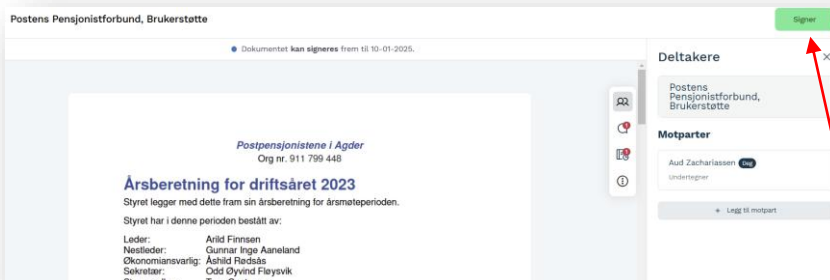 Postens Pensjonistforbund, Brukerstøtte
Signer
Dokumentet kan signeres frem til 10-01-2025.
Postpensjonistene i Agder
Org nr. 911 799 448
Årsberetning for driftsåret 2023
Styret legger med dette fram sin årsberetning for årsmøteperioden.
Styret har i denne perioden bestått av:
Leder: Arild Finnsen
Nestleder: Gunnar Inge Aaneland
Økonomiansvarlig: Åshild Rødsås
Sekretær: Odd Øyvind Fløysvik
Deltakere
Postens
Pensjonistforbund,
Brukerstøtte
Motparter
Aud Zachariassen Deg
Undertegner
+ Legg til motpart